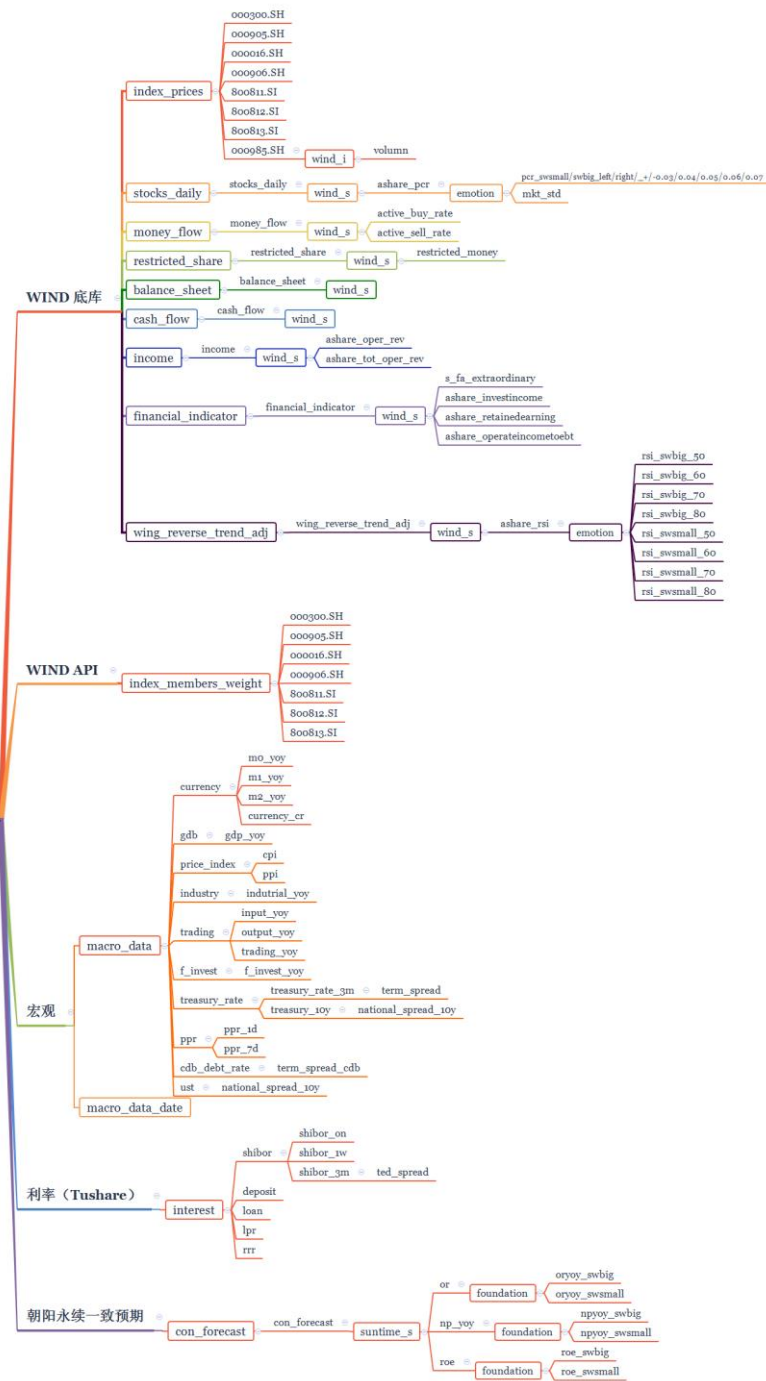 WIND 底库
index_prices
000300.SH
000905.SH
000016.SH
000906.SH
800811.SI
800812.SI
800813.SI
000985.SH wind_i volumn
stocks_daily stocks_daily wind_s ashare_pcr emotion
pcr_swsmall/swbig_left/right/_+/-0.03/0.04/0.05/0.06/0.07
mkt_std
money_flow money_flow wind_s
active_buy_rate
active_sell_rate
restricted_share restricted_share wind_s restricted_money
balance_sheet balance_sheet wind_s
cash_flow cash_flow wind_s
income income wind_s
ashare_oper_rev
ashare_tot_oper_rev
financial_indicator financial_indicator wind_s
s_fa_extraordinary
ashare_investincome
ashare_retainedearning
ashare_operateincometoebt
wing_reverse_trend_adj wing_reverse_trend_adj wind_s ashare_rsi emotion
rsi_swbig_50
rsi_swbig_60
rsi_swbig_70
rsi_swbig_80
rsi_swsmall_50
rsi_swsmall_60
rsi_swsmall_70
rsi_swsmall_80
WIND API
index_members_weight
000300.SH
000905.SH
000016.SH
000906.SH
800811.SI
800812.SI
800813.SI
宏观
macro_data
currency
m0_yoy
m1_yoy
m2_yoy
currency_cr
gdb gdp_yoy
price_index
cpi
ppi
industry indutrial_yoy
trading
input_yoy
output_yoy
trading_yoy
f_invest f_invest_yoy
treasury_rate
treasury_rate_3m term_spread
treasury_10y national_spread_10y
ppr
ppr_1d
ppr_7d
cdb_debt_rate term_spread_cdb
ust national_spread_10y
macro_data_date
利率（Tushare）
interest
shibor
shibor_on
shibor_1w
shibor_3m ted_spread
deposit
loan
lpr
rrr
朝阳永续一致预期
con_forecast con_forecast suntime_s
or foundation
oryoy_swbig
oryoy_swsmall
np_yoy foundation
npyoy_swbig
npyoy_swsmall
roe foundation
roe_swbig
roe_swsmall